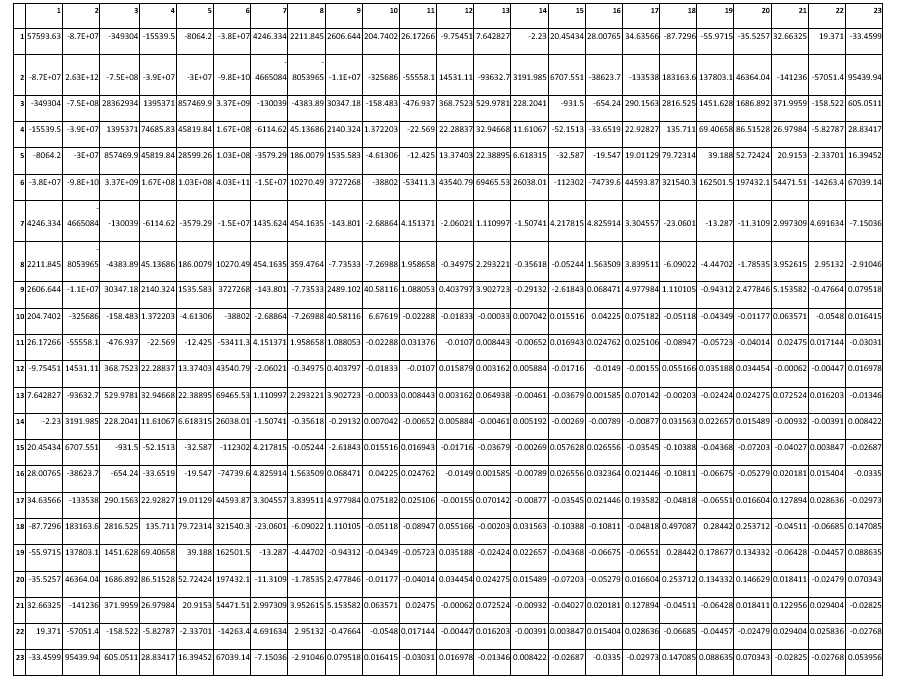 1 2 3 4 5 6 7 8 9 10 11 12 13 14 15 16 17 18 19 20 21 22 23
1 57593.63 -8.7E+07 -349304 -15539.5 -8064.2 -3.8E+07 4246.334 2211.845 2606.644 204.7402 26.17266 -9.75451 7.642827 -2.23 20.45434 28.00765 34.63566 -87.7296 -55.9715 -35.5257 32.66325 19.371 -33.4599
2 -8.7E+07 2.63E+12 -7.5E+08 -3.9E+07 -3E+07 -9.8E+10 -4665084 -8053965 -1.1E+07 -325686 -55558.1 14531.11 -93632.7 3191.985 6707.551 -38623.7 -133538 183163.6 137803.1 46364.04 -141236 -57051.4 95439.94
3 -349304 -7.5E+08 28362934 1395371 857469.9 3.37E+09 -130039 -4383.89 30347.18 -158.483 -476.937 368.7523 529.9781 228.2041 -931.5 -654.24 290.1563 2816.525 1451.628 1686.892 371.9959 -158.522 605.0511
4 -15539.5 -3.9E+07 1395371 74685.83 45819.84 1.67E+08 -6114.62 45.13686 2140.324 1.372203 -22.569 22.28837 32.94668 11.61067 -52.1513 -33.6519 22.92827 135.711 69.40658 86.51528 26.97984 -5.82787 28.83417
5 -8064.2 -3E+07 857469.9 45819.84 28599.26 1.03E+08 -3579.29 186.0079 1535.583 -4.61306 -12.425 13.37403 22.38895 6.618315 -32.587 -19.547 19.01129 79.72314 39.188 52.72424 20.9153 -2.33701 16.39452
6 -3.8E+07 -9.8E+10 3.37E+09 1.67E+08 1.03E+08 4.03E+11 -1.5E+07 10270.49 3727268 -38802 -53411.3 43540.79 69465.53 26038.01 -112302 -74739.6 44593.87 321540.3 162501.5 197432.1 54471.51 -14263.4 67039.14
7 4246.334 -4665084 -130039 -6114.62 -3579.29 -1.5E+07 1435.624 454.1635 -143.801 -2.68864 4.151371 -2.06021 1.110997 -1.50741 4.217815 4.825914 3.304557 -23.0601 -13.287 -11.3109 2.997309 4.691634 -7.15036
8 2211.845 -8053965 -4383.89 45.13686 186.0079 10270.49 454.1635 359.4764 -7.73533 -7.26988 1.958658 -0.34975 2.293221 -0.35618 -0.05244 1.563509 3.839511 -6.09022 -4.44702 -1.78535 3.952615 2.95132 -2.91046
9 2606.644 -1.1E+07 30347.18 2140.324 1535.583 3727268 -143.801 -7.73533 2489.102 40.58116 1.088053 0.403797 3.902723 -0.29132 -2.61843 0.068471 4.977984 1.110105 -0.94312 2.477846 5.153582 -0.47664 0.079518
10 204.7402 -325686 -158.483 1.372203 -4.61306 -38802 -2.68864 -7.26988 40.58116 6.67619 -0.02288 -0.01833 -0.00033 0.007042 0.015516 0.04225 0.075182 -0.05118 -0.04349 -0.01177 0.063571 -0.0548 0.016415
11 26.17266 -55558.1 -476.937 -22.569 -12.425 -53411.3 4.151371 1.958658 1.088053 -0.02288 0.031376 -0.0107 0.008443 -0.00652 0.016943 0.024762 0.025106 -0.08947 -0.05723 -0.04014 0.02475 0.017144 -0.03031
12 -9.75451 14531.11 368.7523 22.28837 13.37403 43540.79 -2.06021 -0.34975 0.403797 -0.01833 -0.0107 0.015879 0.003162 0.005884 -0.01716 -0.0149 -0.00155 0.055166 0.035188 0.034454 -0.00062 -0.00447 0.016978
13 7.642827 -93632.7 529.9781 32.94668 22.38895 69465.53 1.110997 2.293221 3.902723 -0.00033 0.008443 0.003162 0.064938 -0.00461 -0.03679 0.001585 0.070142 -0.00203 -0.02424 0.024275 0.072524 0.016203 -0.01346
14 -2.23 3191.985 228.2041 11.61067 6.618315 26038.01 -1.50741 -0.35618 -0.29132 0.007042 -0.00652 0.005884 -0.00461 0.005192 -0.00269 -0.00789 -0.00877 0.031563 0.022657 0.015489 -0.00932 -0.00391 0.008422
15 20.45434 6707.551 -931.5 -52.1513 -32.587 -112302 4.217815 -0.05244 -2.61843 0.015516 0.016943 -0.01716 -0.03679 -0.00269 0.057628 0.026556 -0.03545 -0.10388 -0.04368 -0.07203 -0.04027 0.003847 -0.02687
16 28.00765 -38623.7 -654.24 -33.6519 -19.547 -74739.6 4.825914 1.563509 0.068471 0.04225 0.024762 -0.0149 0.001585 -0.00789 0.026556 0.032364 0.021446 -0.10811 -0.06675 -0.05279 0.020181 0.015404 -0.0335
17 34.63566 -133538 290.1563 22.92827 19.01129 44593.87 3.304557 3.839511 4.977984 0.075182 0.025106 -0.00155 0.070142 -0.00877 -0.03545 0.021446 0.193582 -0.04818 -0.06551 0.016604 0.127894 0.028636 -0.02973
18 -87.7296 183163.6 2816.525 135.711 79.72314 321540.3 -23.0601 -6.09022 1.110105 -0.05118 -0.08947 0.055166 -0.00203 0.031563 -0.10388 -0.10811 -0.04818 0.497087 0.28442 0.253712 -0.04511 -0.06685 0.147085
19 -55.9715 137803.1 1451.628 69.40658 39.188 162501.5 -13.287 -4.44702 -0.94312 -0.04349 -0.05723 0.035188 -0.02424 0.022657 -0.04368 -0.06675 -0.06551 0.28442 0.178677 0.134332 -0.06428 -0.04457 0.088635
20 -35.5257 46364.04 1686.892 86.51528 52.72424 197432.1 -11.3109 -1.78535 2.477846 -0.01177 -0.04014 0.034454 0.024275 0.015489 -0.07203 -0.05279 0.016604 0.253712 0.134332 0.146629 0.018411 -0.02479 0.070343
21 32.66325 -141236 371.9959 26.97984 20.9153 54471.51 2.997309 3.952615 5.153582 0.063571 0.02475 -0.00062 0.072524 -0.00932 -0.04027 0.020181 0.127894 -0.04511 -0.06428 0.018411 0.122956 0.029404 -0.02825
22 19.371 -57051.4 -158.522 -5.82787 -2.33701 -14263.4 4.691634 2.95132 -0.47664 -0.0548 0.017144 -0.00447 0.016203 -0.00391 0.003847 0.015404 0.028636 -0.06685 -0.04457 -0.02479 0.029404 0.025836 -0.02768
23 -33.4599 95439.94 605.0511 28.83417 16.39452 67039.14 -7.15036 -2.91046 0.079518 0.016415 -0.03031 0.016978 -0.01346 0.008422 -0.02687 -0.0335 -0.02973 0.147085 0.088635 0.070343 -0.02825 -0.02768 0.053956